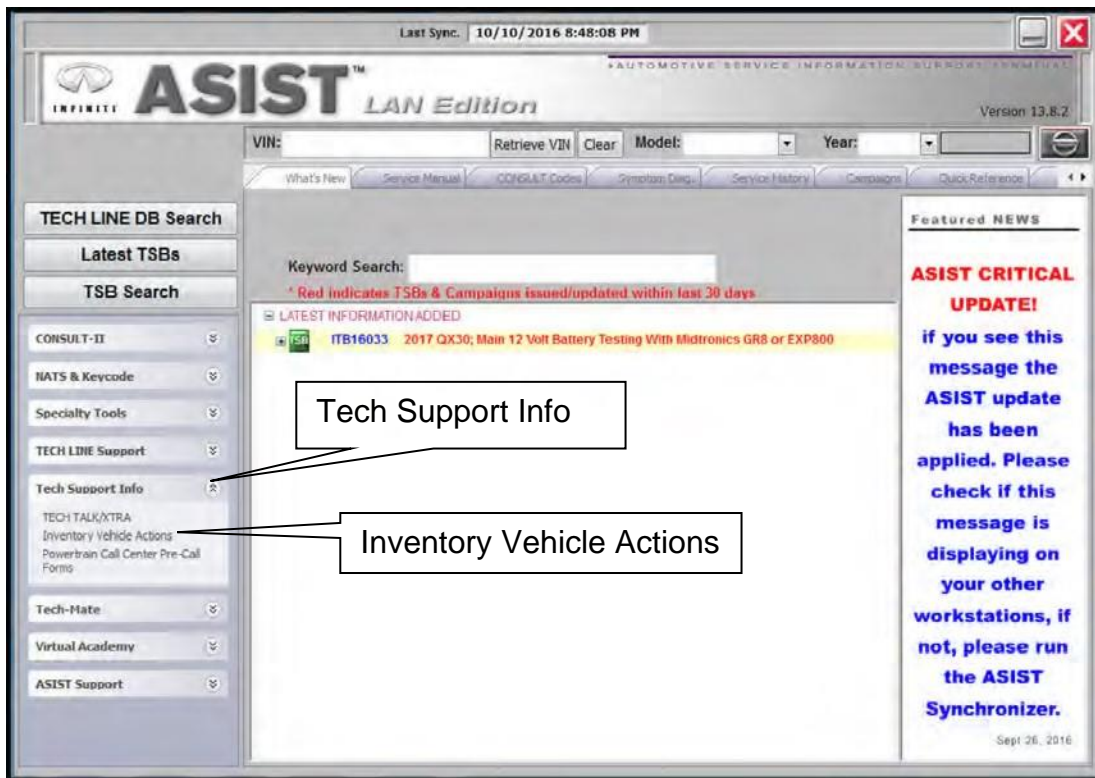 Last Sync. 10/10/2016 8:48:08 PM
AUTOMOTIVE SERVICE INFORMATION SUPPORT TERMINAL
INFINITI
ASIST™
LAN Edition
Version 13.8.2
VIN: Retrieve VIN Clear Model: Year:
What's New Service Manual CONSULT Codes Symptom Diag. Service History Campaigns Quick Reference
TECH LINE DB Search
Latest TSBs
TSB Search
CONSULT-II
NATS & Keycode
Specialty Tools
TECH LINE Support
Tech Support Info
TECH TALK/XTRA
Inventory Vehicle Actions
Powertrain Call Center Pre-Call
Forms
Tech-Mate
Virtual Academy
ASIST Support
Keyword Search:
* Red indicates TSBs & Campaigns issued/updated within last 30 days
LATEST INFORMATION ADDED
TSB ITB16033 2017 QX30; Main 12 Volt Battery Testing With Midtronics GR8 or EXP800
Tech Support Info
Inventory Vehicle Actions
Featured NEWS
ASIST CRITICAL
UPDATE!
if you see this
message the
ASIST update
has been
applied. Please
check if this
message is
displaying on
your other
workstations, if
not, please run
the ASIST
Synchronizer.
Sept 26, 2016